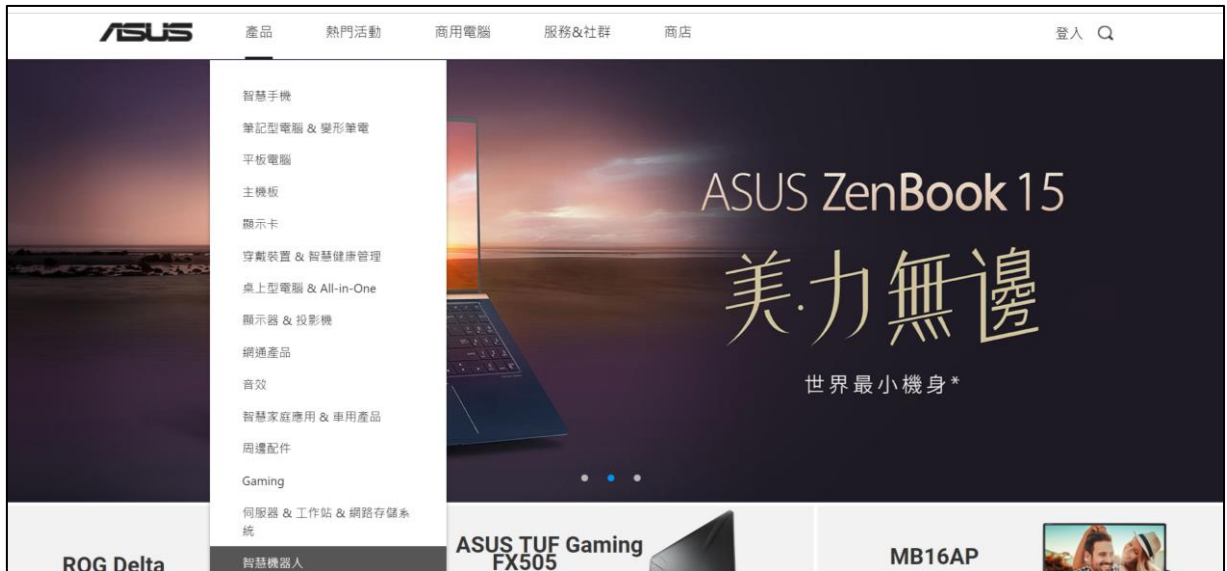 ASUS 產品 熱門活動 商用電腦 服務&社群 商店 登入
智慧手機
筆記型電腦 & 變形筆電
平板電腦
主機板
顯示卡
穿戴裝置 & 智慧健康管理
桌上型電腦 & All-in-One
顯示器 & 投影機
網通產品
音效
智慧家庭應用 & 車用產品
周邊配件
Gaming
伺服器 & 工作站 & 網路存儲系
統
智慧機器人
ASUS ZenBook 15
美·力無邊
世界最小機身*
ROG Delta
ASUS TUF Gaming
FX505
MB16AP